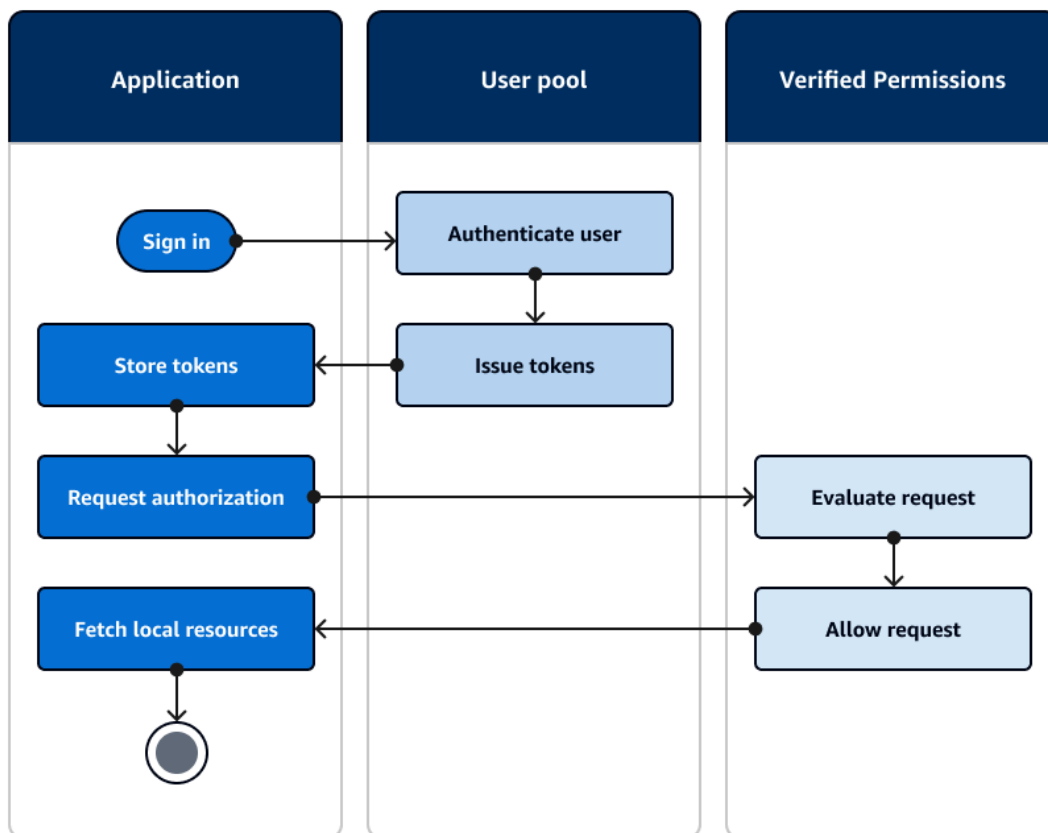 Application
User pool
Verified Permissions
Sign in
Authenticate user
Store tokens
Issue tokens
Request authorization
Evaluate request
Fetch local resources
Allow request